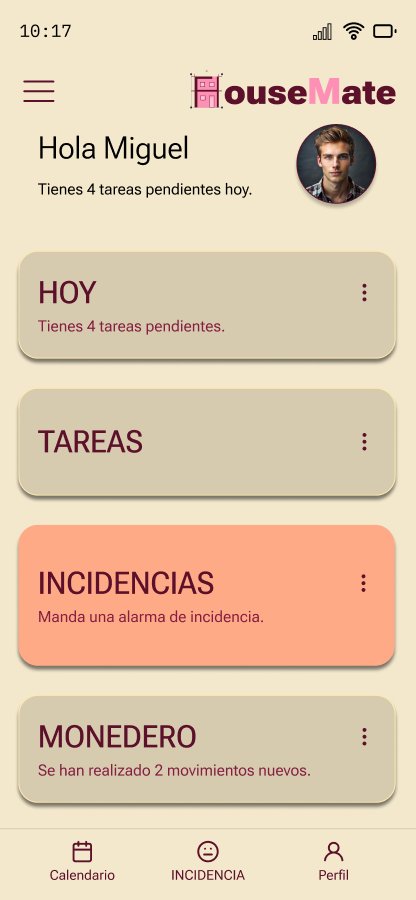 10:17
HouseMate
Hola Miguel
Tienes 4 tareas pendientes hoy.
HOY
Tienes 4 tareas pendientes.
TAREAS
INCIDENCIAS
Manda una alarma de incidencia.
MONEDERO
Se han realizado 2 movimientos nuevos.
Calendario INCIDENCIA Perfil